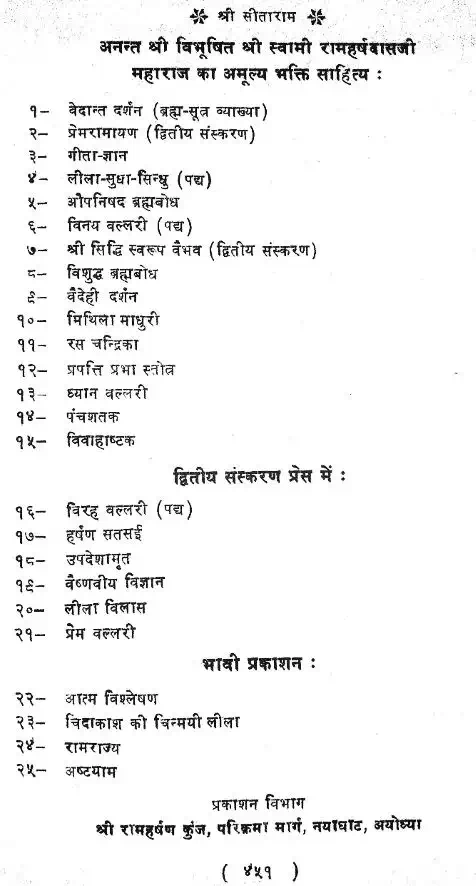 ❈ श्री सीताराम ❈
अनन्त श्री विभूषित श्री स्वामी रामहर्षणदासजी
महाराज का अमूल्य भक्ति साहित्य :
१- वेदान्त दर्शन (ब्रह्म-सूत्र व्याख्या)
२- प्रेमरामायण (द्वितीय संस्करण)
३- गीता-ज्ञान
४- लीला-सुधा-सिन्धु (पद्य)
५- औपनिषद ब्रह्मबोध
६- विनय वल्लरी (पद्य)
७- श्री सिद्धि स्वरूप वैभव (द्वितीय संस्करण)
८- विशुद्ध ब्रह्मबोध
९- वैदेही दर्शन
१०- मिथिला माधुरी
११- रस चन्द्रिका
१२- प्रपत्ति प्रभा स्तोत्र
१३- ध्यान वल्लरी
१४- पंचशतक
१५- विवाहाष्टक
द्वितीय संस्करण प्रेस में :
१६- विरह वल्लरी (पद्य)
१७- हर्षण सतसई
१८- उपदेशामृत
१९- वैष्णवीय विज्ञान
२०- लीला विलास
२१- प्रेम वल्लरी
भावी प्रकाशन :
२२- आत्म विश्लेषण
२३- चिदाकाश की चिन्मयी लीला
२४- रामराज्य
२५- अष्टयाम
प्रकाशन विभाग
श्री रामहर्षण कुंज, परिक्रमा मार्ग, नयाघाट, अयोध्या
( ४५१ )